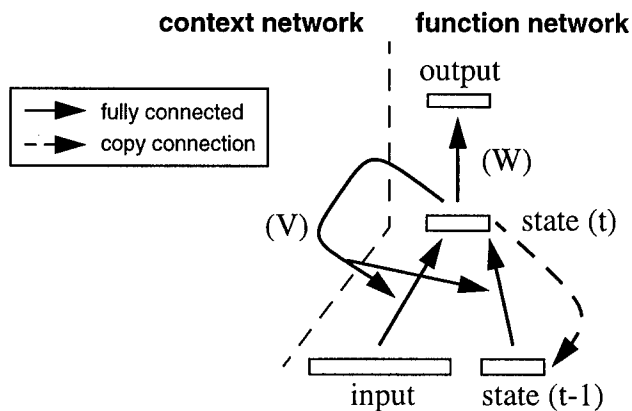 context network
function network
output
fully connected
copy connection
(W)
(V)
state (t)
input
state (t-1)